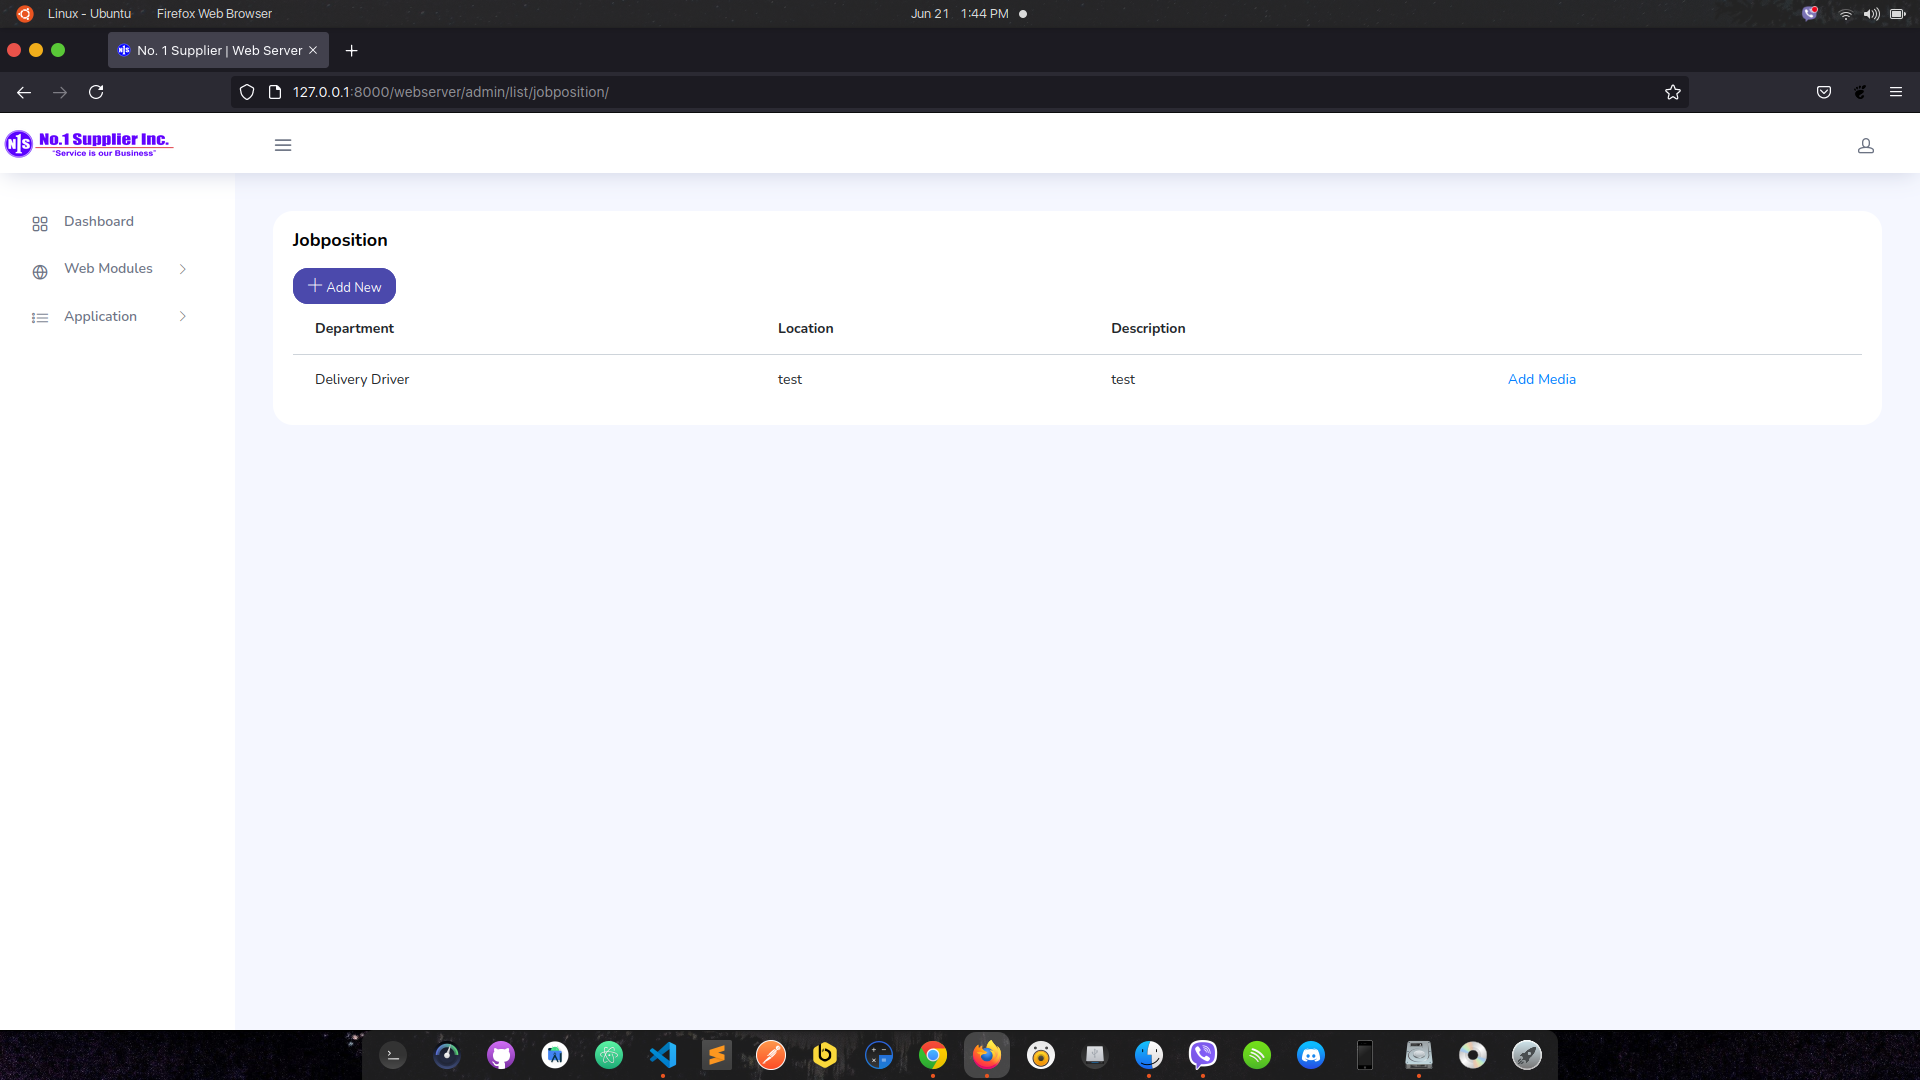 Linux - Ubuntu Firefox Web Browser Jun 21 1:44 PM
No. 1 Supplier | Web Server
127.0.0.1:8000/webserver/admin/list/jobposition/
N1S No.1 Supplier Inc.
"Service is our Business"
Dashboard
Web Modules
Application
Jobposition
Add New
Department Location Description
Delivery Driver test test Add Media